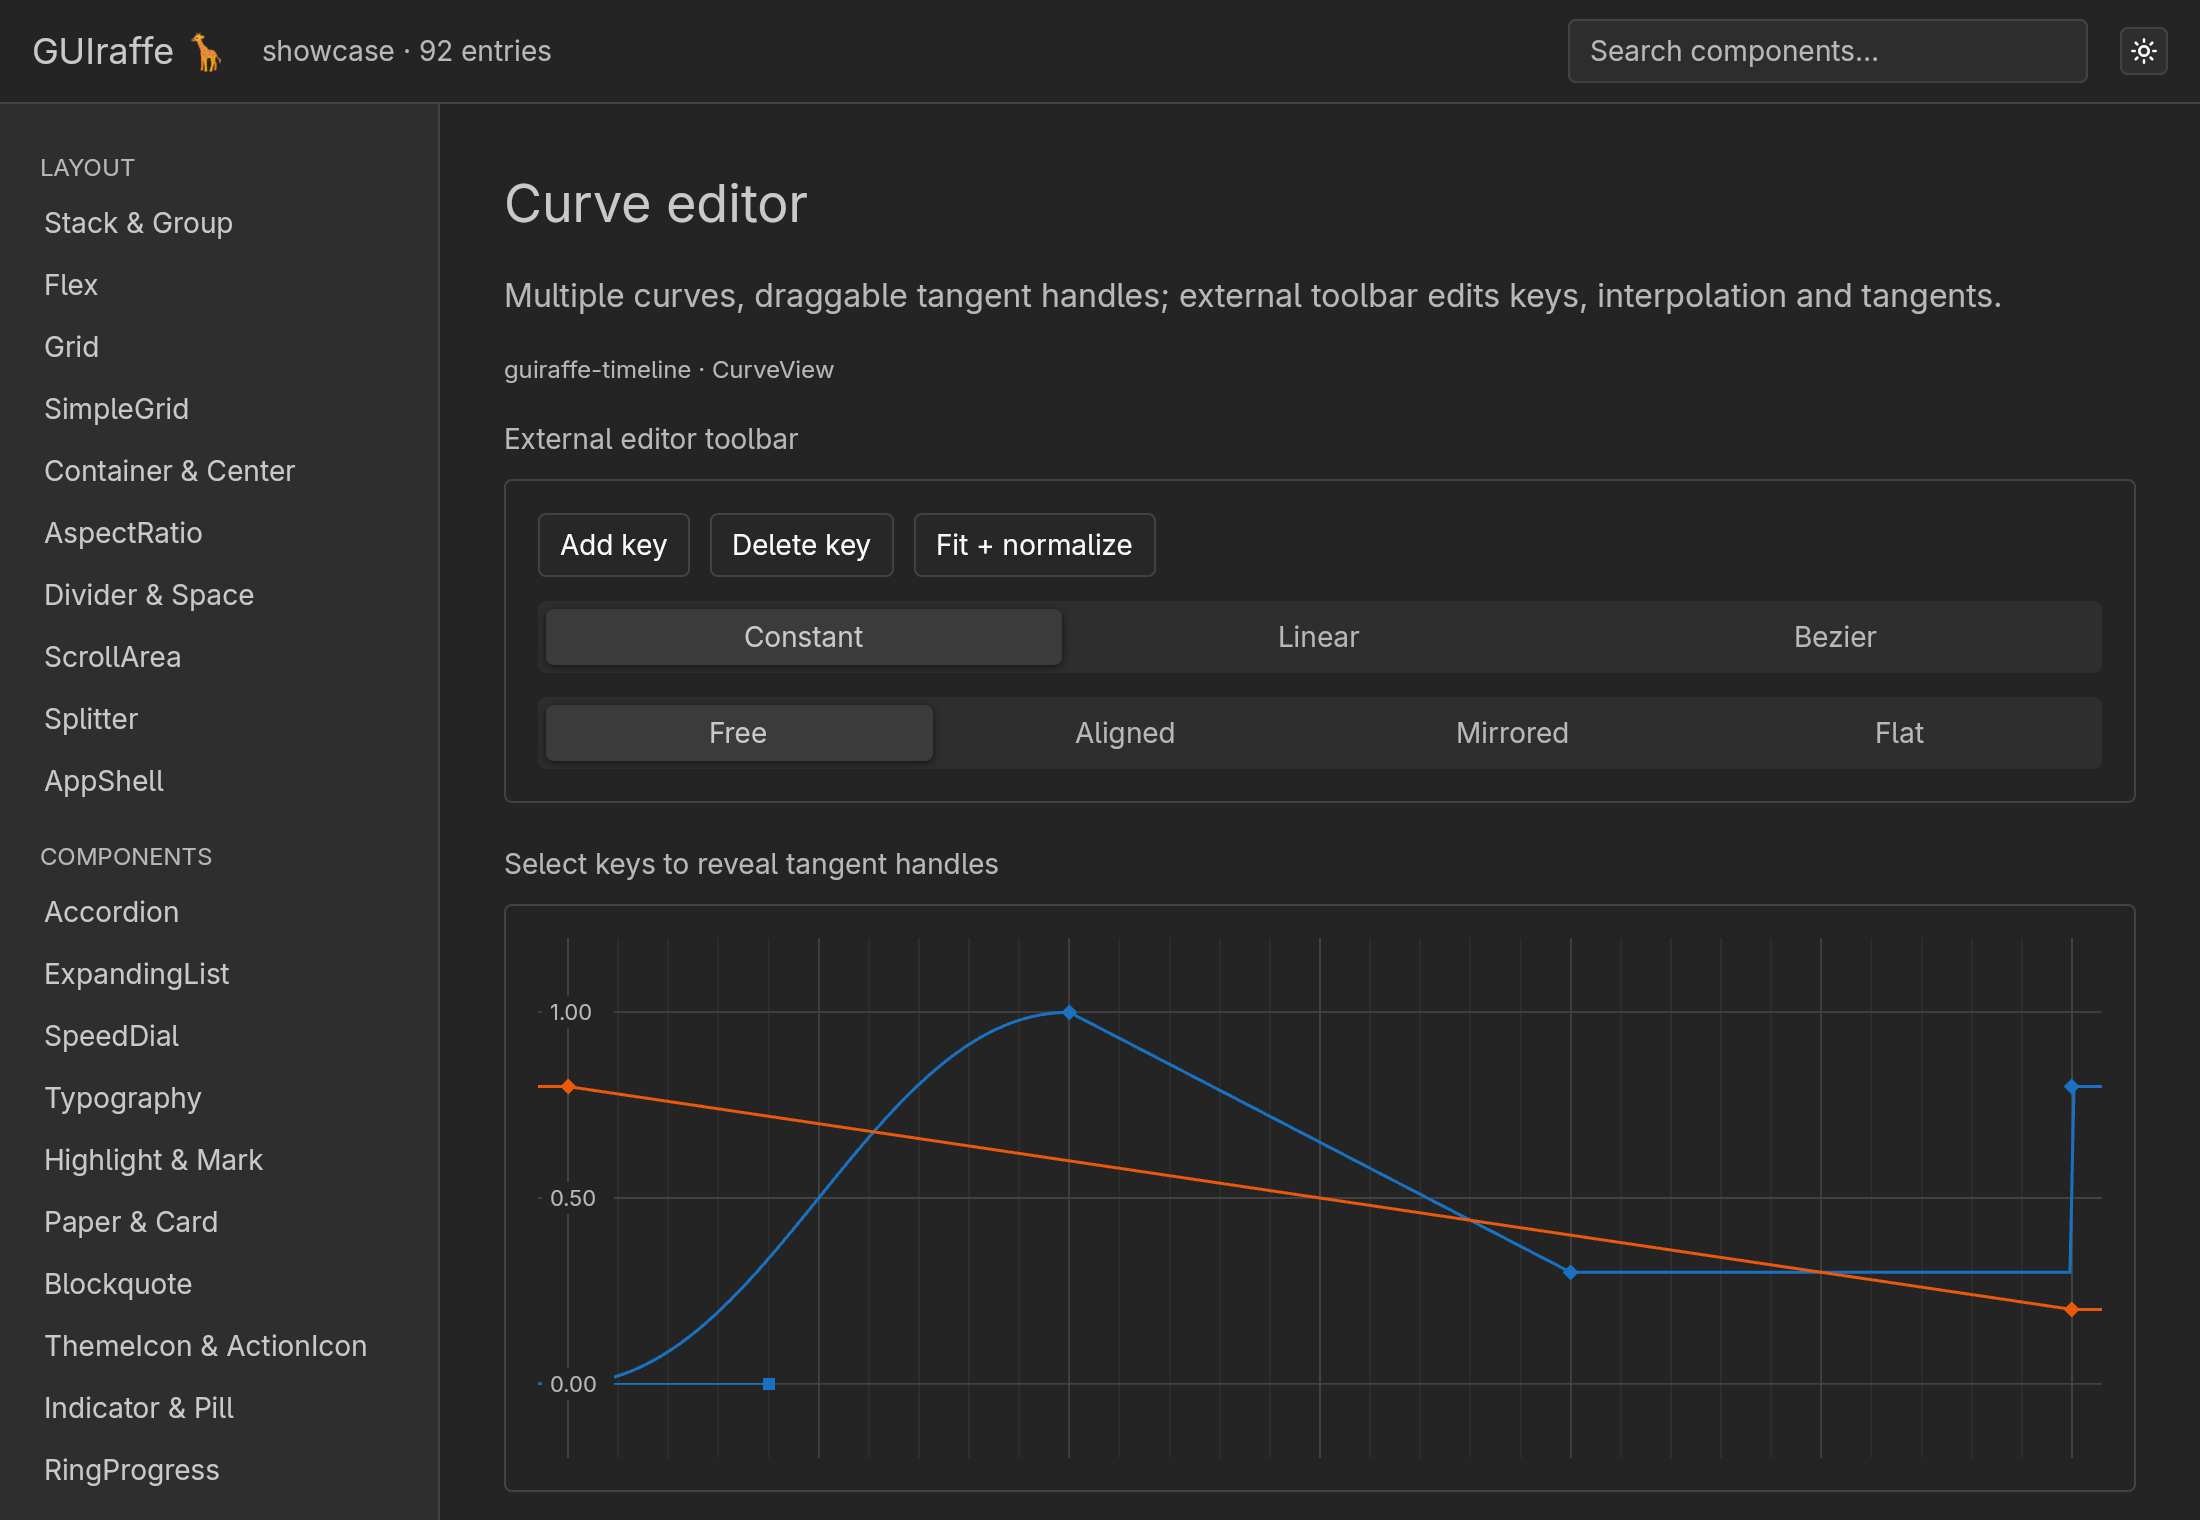 GUIraffe 🦒 showcase · 92 entries Search components...
LAYOUT
Stack & Group
Flex
Grid
SimpleGrid
Container & Center
AspectRatio
Divider & Space
ScrollArea
Splitter
AppShell
COMPONENTS
Accordion
ExpandingList
SpeedDial
Typography
Highlight & Mark
Paper & Card
Blockquote
ThemeIcon & ActionIcon
Indicator & Pill
RingProgress
Curve editor
Multiple curves, draggable tangent handles; external toolbar edits keys, interpolation and tangents.
guiraffe-timeline · CurveView
External editor toolbar
Add key Delete key Fit + normalize
Constant Linear Bezier
Free Aligned Mirrored Flat
Select keys to reveal tangent handles
1.00
0.50
0.00